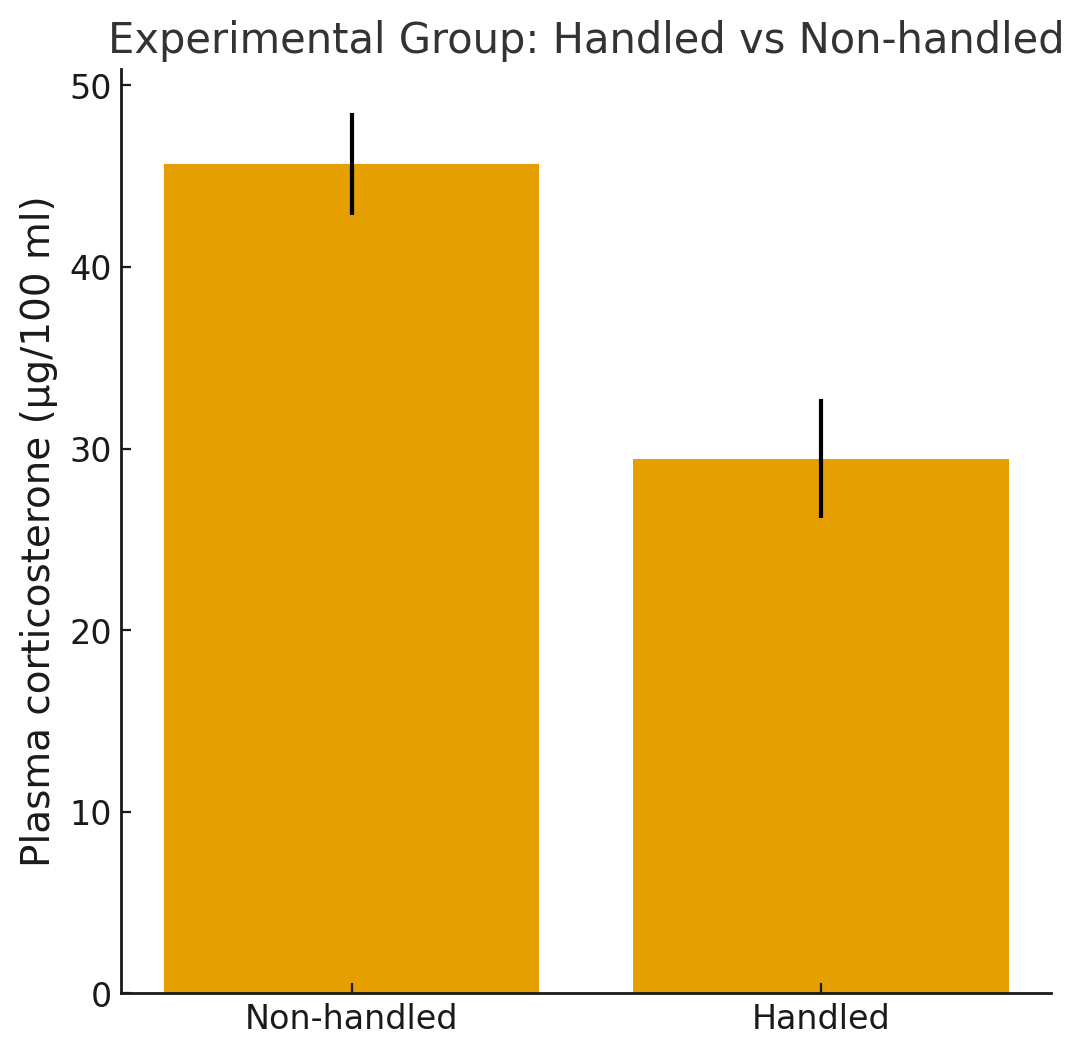 Experimental Group: Handled vs Non-handled
Plasma corticosterone (µg/100 ml)
50
40
30
20
10
0
Non-handled
Handled